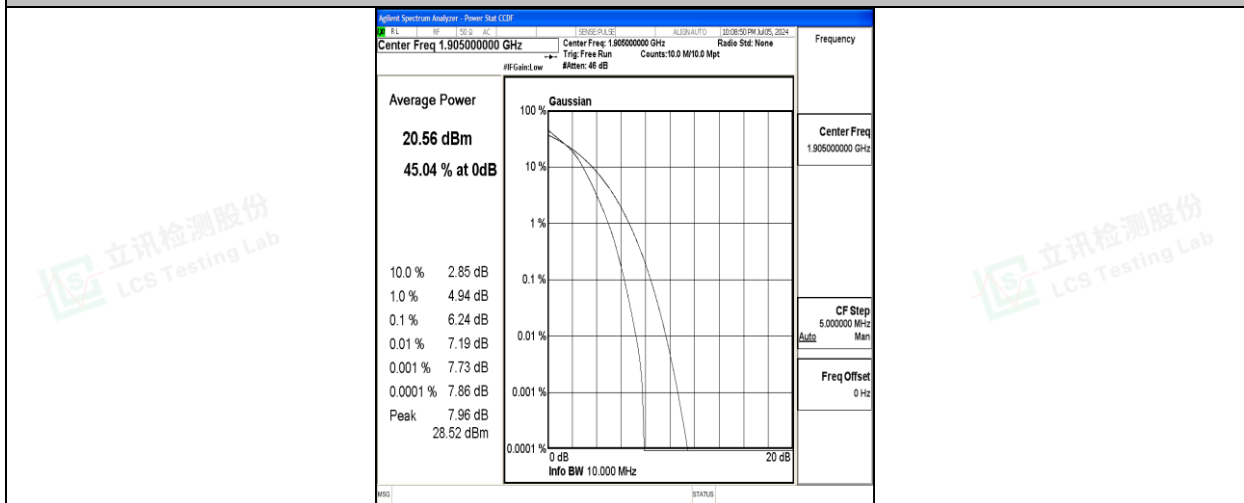 Agilent Spectrum Analyzer - Power Stat CCDF
RL RF 50 Ω AC SENSE:PULSE ALIGN AUTO 10:08:50 PM Jul 05, 2024
Center Freq 1.905000000 GHz
Center Freq: 1.905000000 GHz
Radio Std: None
Trig: Free Run
Counts:10.0 M/10.0 Mpt
#IFGain:Low
#Atten: 46 dB
Frequency
Average Power
20.56 dBm
45.04 % at 0dB
10.0 % 2.85 dB
1.0 % 4.94 dB
0.1 % 6.24 dB
0.01 % 7.19 dB
0.001 % 7.73 dB
0.0001 % 7.86 dB
Peak 7.96 dB
28.52 dBm
Gaussian
100 %
10 %
1 %
0.1 %
0.01 %
0.001 %
0.0001 %
0 dB
20 dB
Info BW 10.000 MHz
Center Freq
1.905000000 GHz
CF Step
5.000000 MHz
Auto Man
Freq Offset
0 Hz
MSG
STATUS
立讯检测股份
LCS Testing Lab
立讯检测股份
LCS Testing Lab